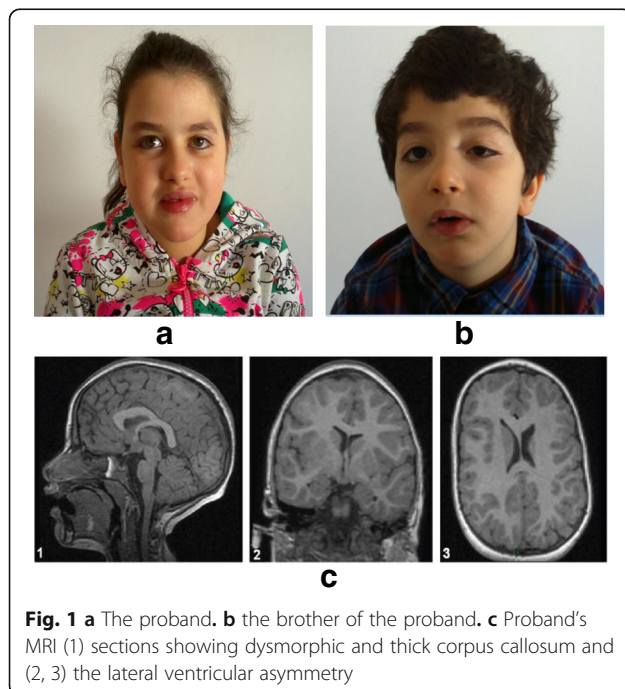 a
b
1
2
3
c
Fig. 1 a The proband. b the brother of the proband. c Proband's
MRI (1) sections showing dysmorphic and thick corpus callosum and
(2, 3) the lateral ventricular asymmetry